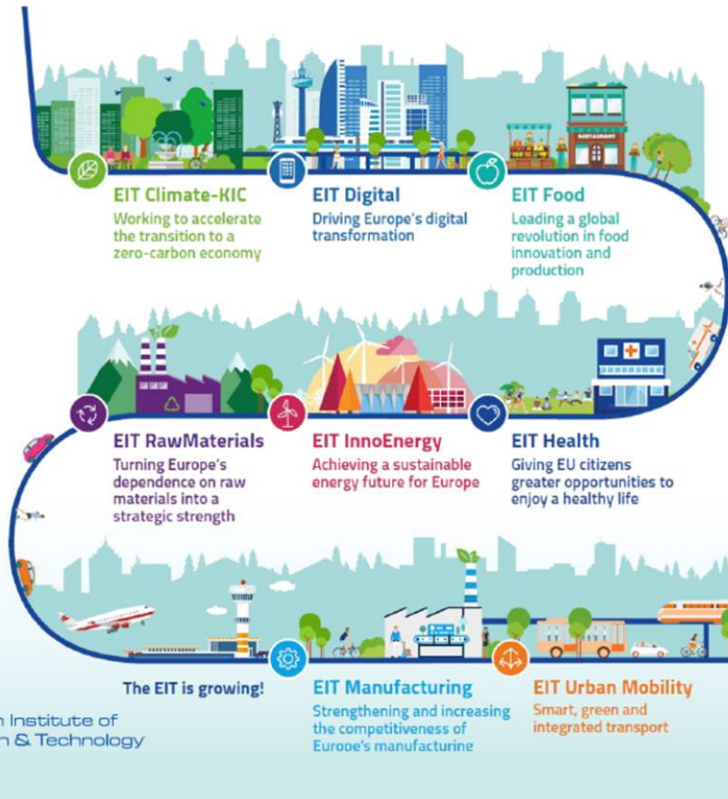 RESTAURANT
EIT Climate-KIC
Working to accelerate
the transition to a
zero-carbon economy
EIT Digital
Driving Europe's digital
transformation
EIT Food
Leading a global
revolution in food
innovation and
production
EIT RawMaterials
Turning Europe's
dependence on raw
materials into a
strategic strength
EIT InnoEnergy
Achieving a sustainable
energy future for Europe
EIT Health
Giving EU citizens
greater opportunities to
enjoy a healthy life
The EIT is growing!
EIT Manufacturing
Strengthening and increasing
the competitiveness of
Europe's manufacturing
EIT Urban Mobility
Smart, green and
integrated transport
n Institute of
n & Technology